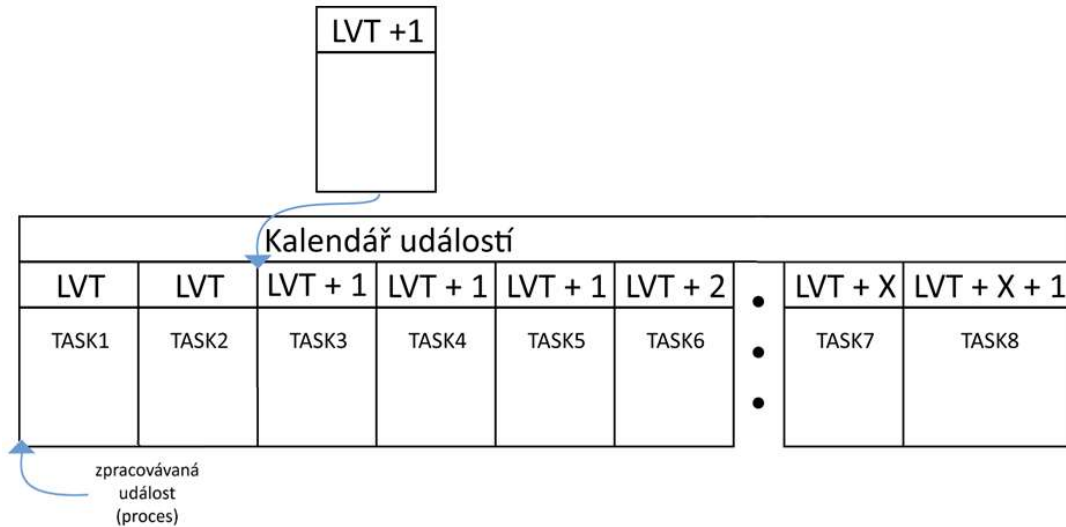 LVT +1
Kalendář událostí
LVT LVT LVT + 1 LVT + 1 LVT + 1 LVT + 2 LVT + X LVT + X + 1
TASK1 TASK2 TASK3 TASK4 TASK5 TASK6 TASK7 TASK8
zpracovávaná
událost
(proces)